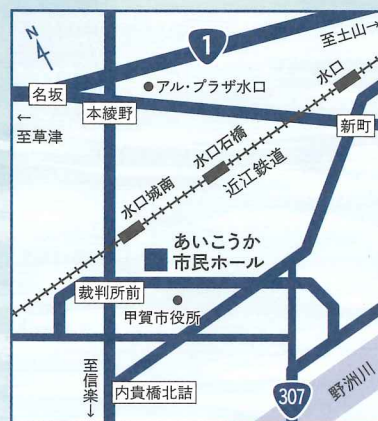 N
1
至土山→
名坂
アル・プラザ水口
水口
本綾野
←
至草津
新町
水口石橋
近江鉄道
水口城南
あいこうか
市民ホール
裁判所前
甲賀市役所
至信楽→
内貴橋北詰
307
野洲川